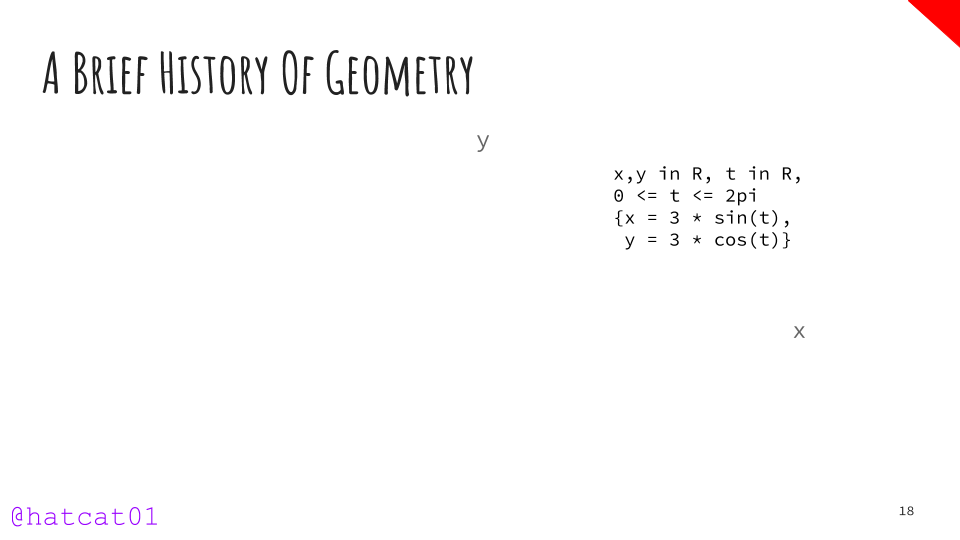 A Brief History Of Geometry
y
x,y in R, t in R,
0 <= t <= 2pi
{x = 3 * sin(t),
y = 3 * cos(t)}
x
@hatcat01
18